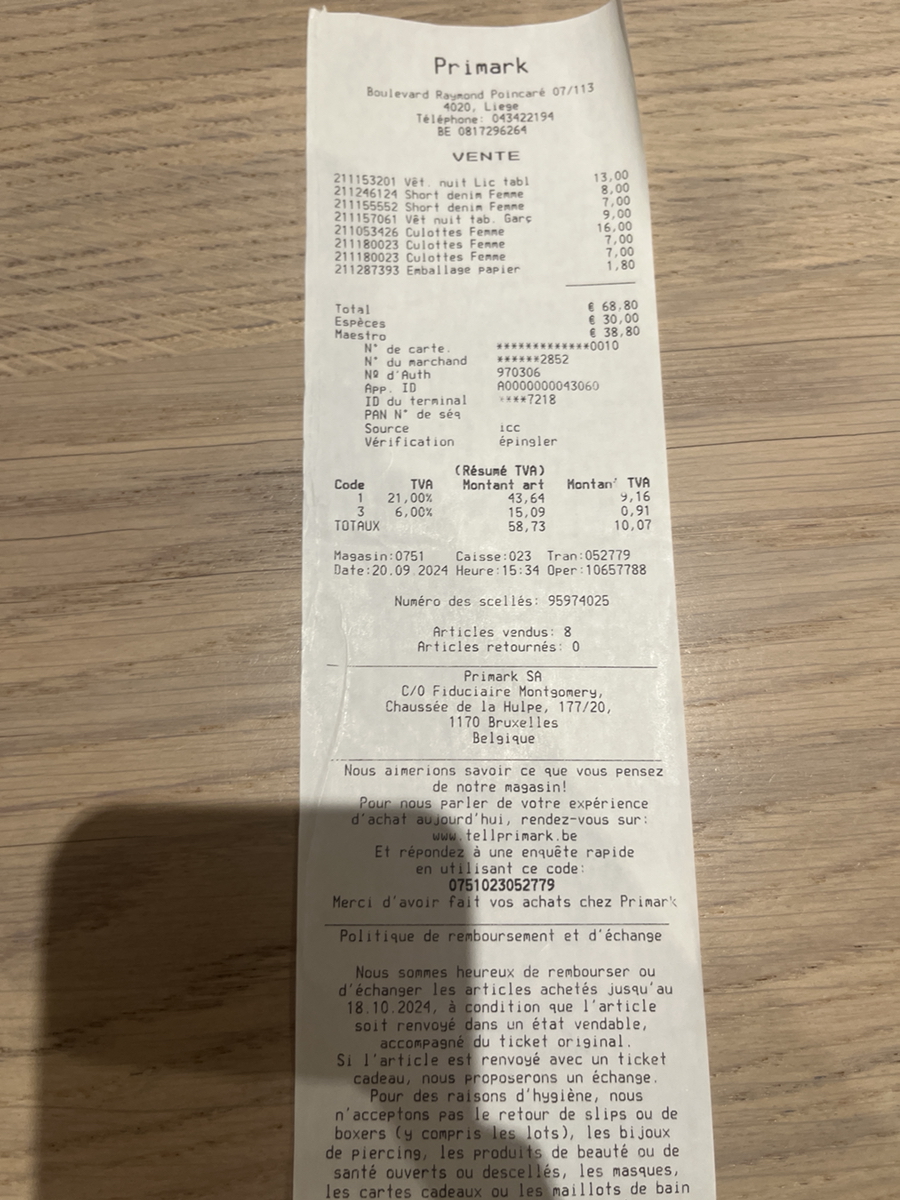 Primark
Boulevard Raymond Poincaré 07/113
4020, Liege
Téléphone: 043422194
BE 0817296264
VENTE
211153201 Vêt. nuit Lic tabl 13,00
211246124 Short denim Femme 8,00
211155552 Short denim Femme 7,00
211157061 Vêt nuit tab. Garç 9,00
211053426 Culottes Femme 16,00
211180023 Culottes Femme 7,00
211180023 Culottes Femme 7,00
211287393 Emballage papier 1,80
Total € 68,80
Espèces € 30,00
Maestro € 38,80
N° de carte. *************0010
N° du marchand ******2852
Nº d'Auth 970306
App. ID A0000000043060
ID du terminal ****7218
PAN N° de séq
Source icc
Vérification épingler
(Résumé TVA)
Code TVA Montant art Montant TVA
1 21,00% 43,64 9,16
3 6,00% 15,09 0,91
TOTAUX 58,73 10,07
Magasin:0751 Caisse:023 Tran:052779
Date:20.09.2024 Heure:15:34 Oper:10657788
Numéro des scellés: 95974025
Articles vendus: 8
Articles retournés: 0
Primark SA
C/O Fiduciaire Montgomery,
Chaussée de la Hulpe, 177/20,
1170 Bruxelles
Belgique
Nous aimerions savoir ce que vous pensez
de notre magasin!
Pour nous parler de votre expérience
d'achat aujourd'hui, rendez-vous sur:
www.tellprimark.be
Et répondez à une enquête rapide
en utilisant ce code:
0751023052779
Merci d'avoir fait vos achats chez Primark
Politique de remboursement et d'échange
Nous sommes heureux de rembourser ou
d'échanger les articles achetés jusqu'au
18.10.2024, à condition que l'article
soit renvoyé dans un état vendable,
accompagné du ticket original.
Si l'article est renvoyé avec un ticket
cadeau, nous proposerons un échange.
Pour des raisons d'hygiène, nous
n'acceptons pas le retour de slips ou de
boxers (y compris les lots), les bijoux
de piercing, les produits de beauté ou de
santé ouverts ou descellés, les masques,
les cartes cadeaux ou les maillots de bain